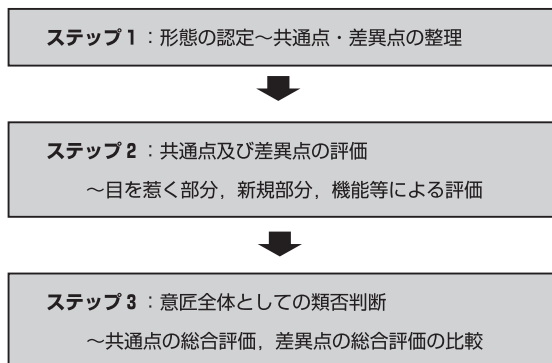 ステップ1：形態の認定～共通点・差異点の整理
ステップ2：共通点及び差異点の評価
～目を惹く部分，新規部分，機能等による評価
ステップ3：意匠全体としての類否判断
～共通点の総合評価，差異点の総合評価の比較